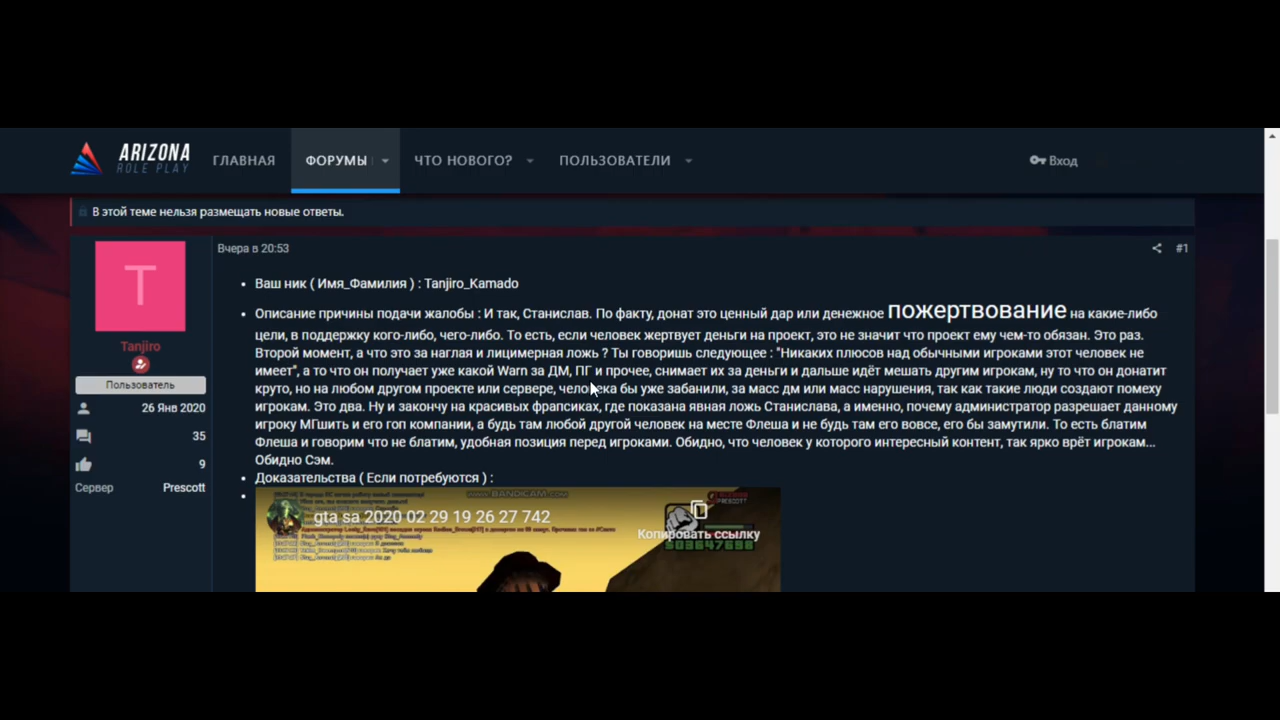 ARIZONA
ROLE PLAY
ГЛАВНАЯ
ФОРУМЫ
ЧТО НОВОГО?
ПОЛЬЗОВАТЕЛИ
Вход
В этой теме нельзя размещать новые ответы.
T
Tanjiro
Пользователь
26 Янв 2020
35
9
Сервер Prescott
Вчера в 20:53
#1
Ваш ник ( Имя_Фамилия ) : Tanjiro_Kamado
Описание причины подачи жалобы : И так, Станислав. По факту, донат это ценный дар или денежное пожертвование на какие-либо
цели, в поддержку кого-либо, чего-либо. То есть, если человек жертвует деньги на проект, это не значит что проект ему чем-то обязан. Это раз.
Второй момент, а что это за наглая и лицимерная ложь ? Ты говоришь следующее : "Никаких плюсов над обычными игроками этот человек не
имеет", а то что он получает уже какой Warn за ДМ, ПГ и прочее, снимает их за деньги и дальше идёт мешать другим игрокам, ну то что он донатит
круто, но на любом другом проекте или сервере, человека бы уже забанили, за масс дм или масс нарушения, так как такие люди создают помеху
игрокам. Это два. Ну и закончу на красивых фрапсиках, где показана явная ложь Станислава, а именно, почему администратор разрешает данному
игроку МГшить и его гоп компании, а будь там любой другой человек на месте Флеша и не будь там его вовсе, его бы замутили. То есть блатим
Флеша и говорим что не блатим, удобная позиция перед игроками. Обидно, что человек у которого интересный контент, так ярко врёт игрокам...
Обидно Сэм.
Доказательства ( Если потребуются ) :
WWW.BANDICAM.COM
gta sa 2020 02 29 19 26 27 742
Копировать ссылку
PRESCOTT